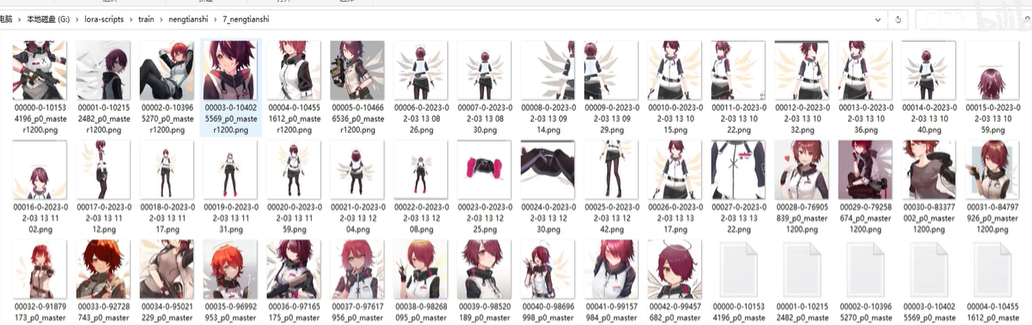 电脑 > 本地磁盘 (G:) > lora-scripts > train > nengtianshi > 7_nengtianshi
00000-0-10153 00001-0-10215 00002-0-10396 00003-0-10402 00004-0-10455 00005-0-10466 00006-0-2023-0 00007-0-2023-0 00008-0-2023-0 00009-0-2023-0 00010-0-2023-0 00011-0-2023-0 00012-0-2023-0 00013-0-2023-0 00014-0-2023-0 00015-0-2023-0
4196_p0_maste 2482_p0_maste 5270_p0_maste 5569_p0_maste 1612_p0_maste 6536_p0_maste 2-03 13 08 2-03 13 08 2-03 13 09 2-03 13 09 2-03 13 10 2-03 13 10 2-03 13 10 2-03 13 10 2-03 13 10 2-03 13 10
r1200.png r1200.png r1200.png r1200.png r1200.png r1200.png 26.png 30.png 14.png 29.png 15.png 22.png 32.png 36.png 40.png 59.png
00016-0-2023-0 00017-0-2023-0 00018-0-2023-0 00019-0-2023-0 00020-0-2023-0 00021-0-2023-0 00022-0-2023-0 00023-0-2023-0 00024-0-2023-0 00025-0-2023-0 00026-0-2023-0 00027-0-2023-0 00028-0-76905 00029-0-79258 00030-0-83377 00031-0-84797
2-03 13 11 2-03 13 11 2-03 13 11 2-03 13 11 2-03 13 11 2-03 13 12 2-03 13 12 2-03 13 12 2-03 13 12 2-03 13 12 2-03 13 13 2-03 13 13 839_p0_master 674_p0_master 002_p0_master 926_p0_master
02.png 12.png 17.png 31.png 59.png 04.png 08.png 25.png 30.png 42.png 17.png 22.png 1200.png 1200.png 1200.png 1200.png
00032-0-91879 00033-0-92728 00034-0-95021 00035-0-96992 00036-0-97165 00037-0-97617 00038-0-98268 00039-0-98520 00040-0-98696 00041-0-99157 00042-0-99457 00000-0-10153 00001-0-10215 00002-0-10396 00003-0-10402 00004-0-10455
173_p0_master 743_p0_master 229_p0_master 953_p0_master 175_p0_master 956_p0_master 095_p0_master 189_p0_master 998_p0_master 984_p0_master 682_p0_master 4196_p0_maste 2482_p0_maste 5270_p0_maste 5569_p0_maste 1612_p0_maste